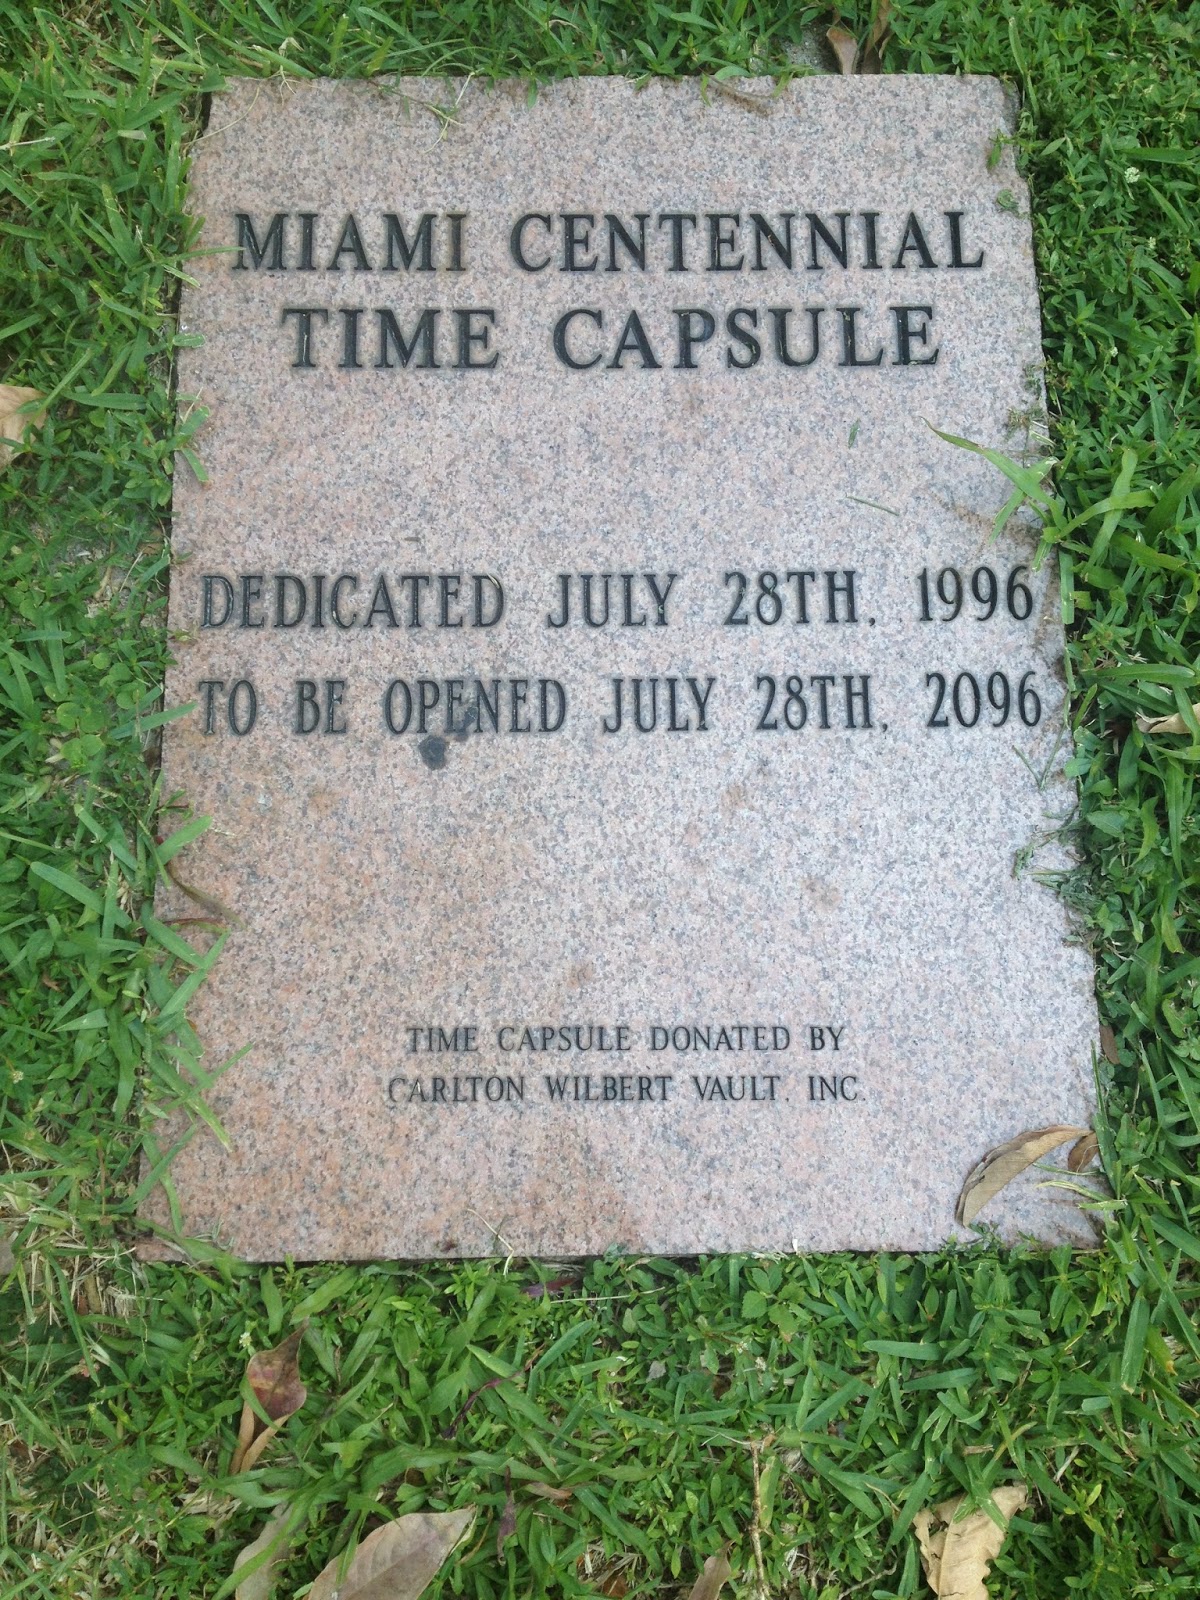 MIAMI CENTENNIAL
TIME CAPSULE
DEDICATED JULY 28TH, 1996
TO BE OPENED JULY 28TH, 2096
TIME CAPSULE DONATED BY
CARLTON WILBERT VAULT, INC.